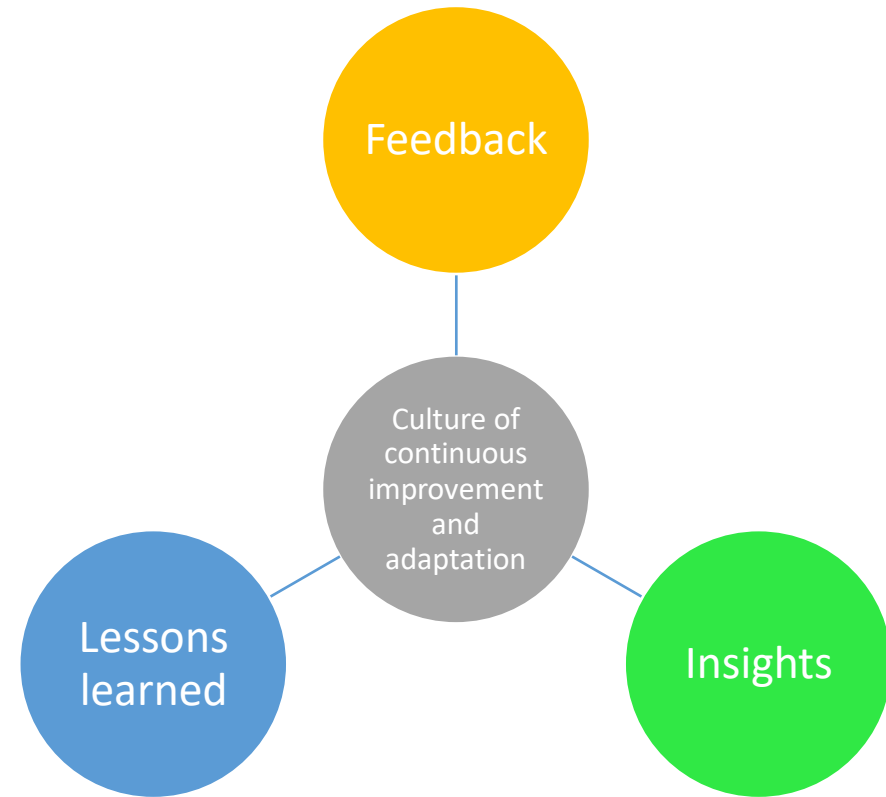 Feedback
Culture of
continuous
improvement
and
adaptation
Lessons
learned
Insights